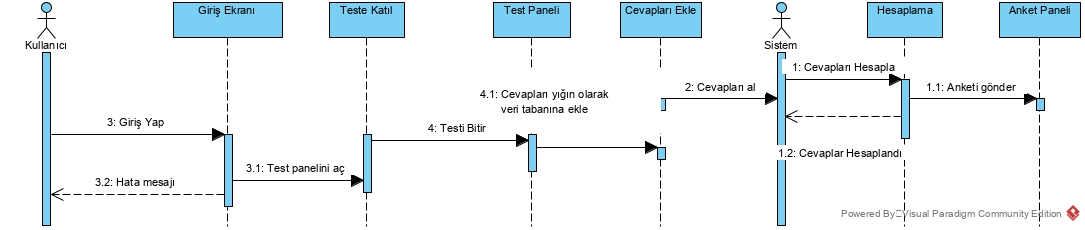 Giriş Ekranı
Teste Katıl
Test Paneli
Cevapları Ekle
Hesaplama
Anket Paneli
Kullanıcı
Sistem
1: Cevapları Hesapla
2: Cevapları al
1.1: Anketi gönder
4.1: Cevapları yığın olarak
veri tabanına ekle
3: Giriş Yap
4: Testi Bitir
1.2: Cevaplar Hesaplandı
3.1: Test panelini aç
3.2: Hata mesajı
Powered By Visual Paradigm Community Edition